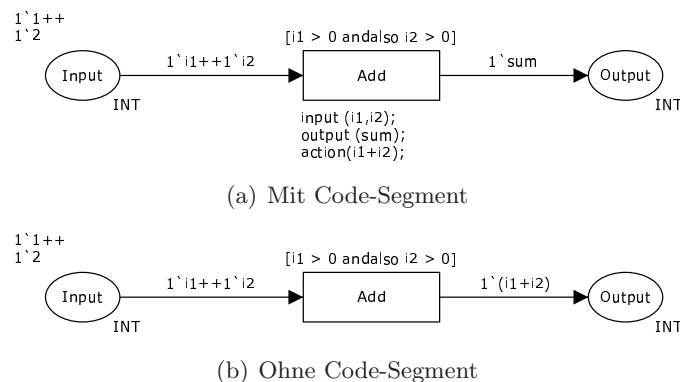 1`1++
1`2
[i1 > 0 andalso i2 > 0]
Input
1`i1++1`i2
Add
1`sum
Output
INT
INT
input (i1,i2);
output (sum);
action(i1+i2);
(a) Mit Code-Segment
1`1++
1`2
[i1 > 0 andalso i2 > 0]
Input
1`i1++1`i2
Add
1`(i1+i2)
Output
INT
INT
(b) Ohne Code-Segment